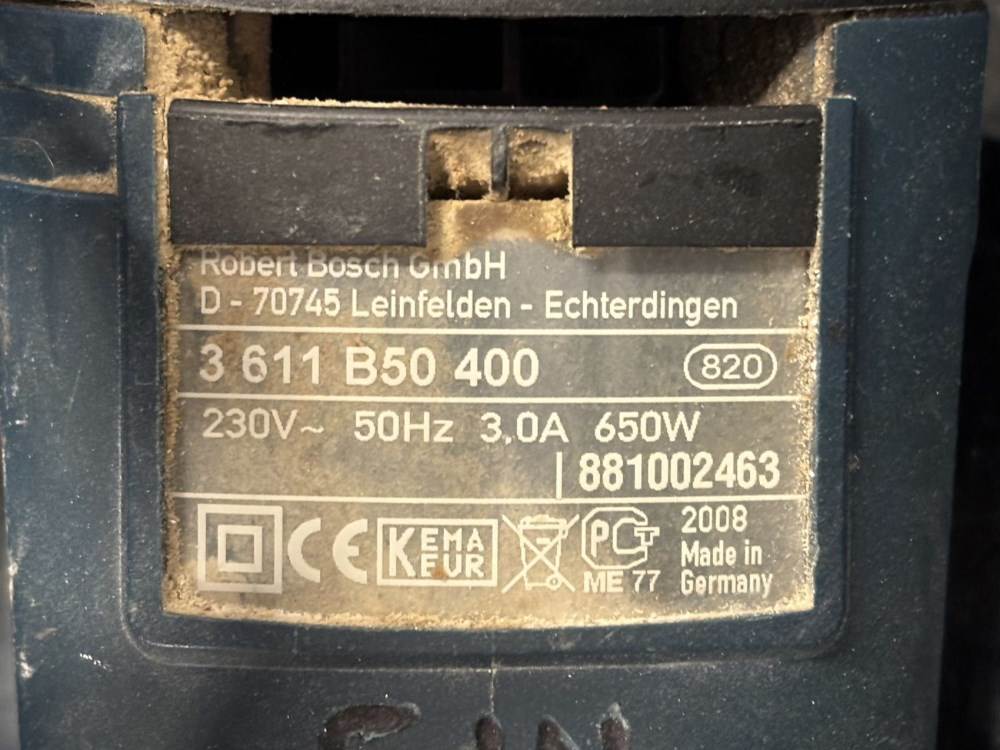 Robert Bosch GmbH
D - 70745 Leinfelden - Echterdingen
3 611 B50 400 820
230V~ 50Hz 3,0A 650W
881002463
CE KEMA KEUR PCT 2008
Made in
ME 77 Germany